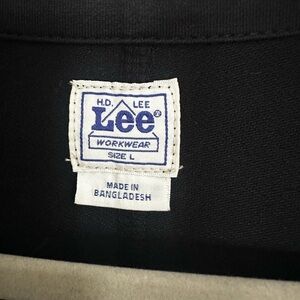 H.D. LEE
Lee®
WORKWEAR
SIZE L
MADE IN
BANGLADESH